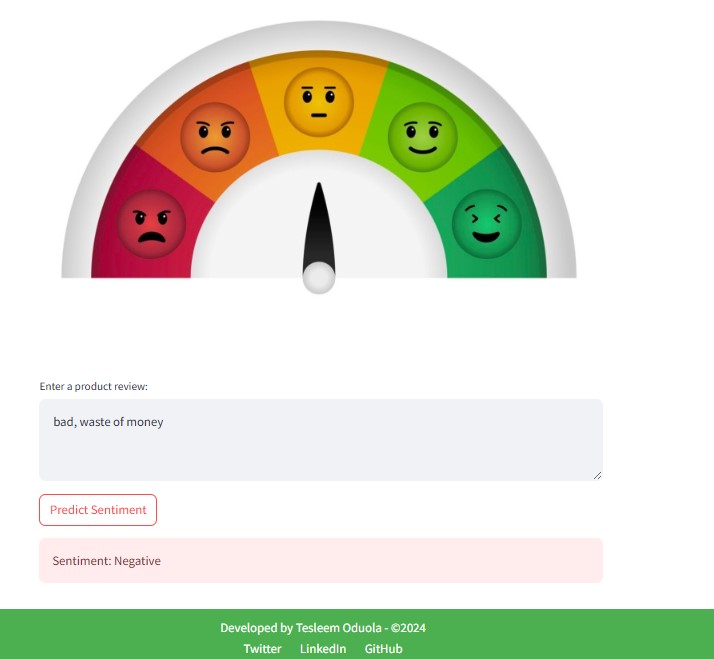 Enter a product review:
bad, waste of money
Predict Sentiment
Sentiment: Negative
Developed by Tesleem Oduola - ©2024
Twitter LinkedIn GitHub